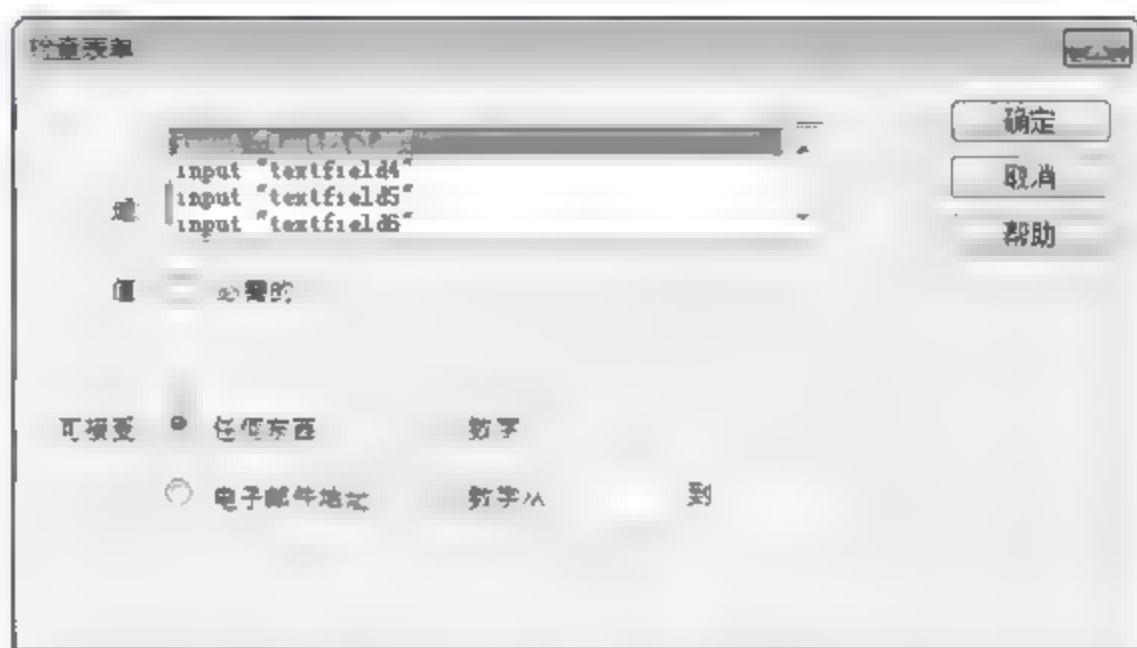 检查表单
确定
input "textfield4"
取消
域
input "textfield5"
input "textfield6"
帮助
值 必需的
可接受 任何东西 数字
电子邮件地址 数字从 到